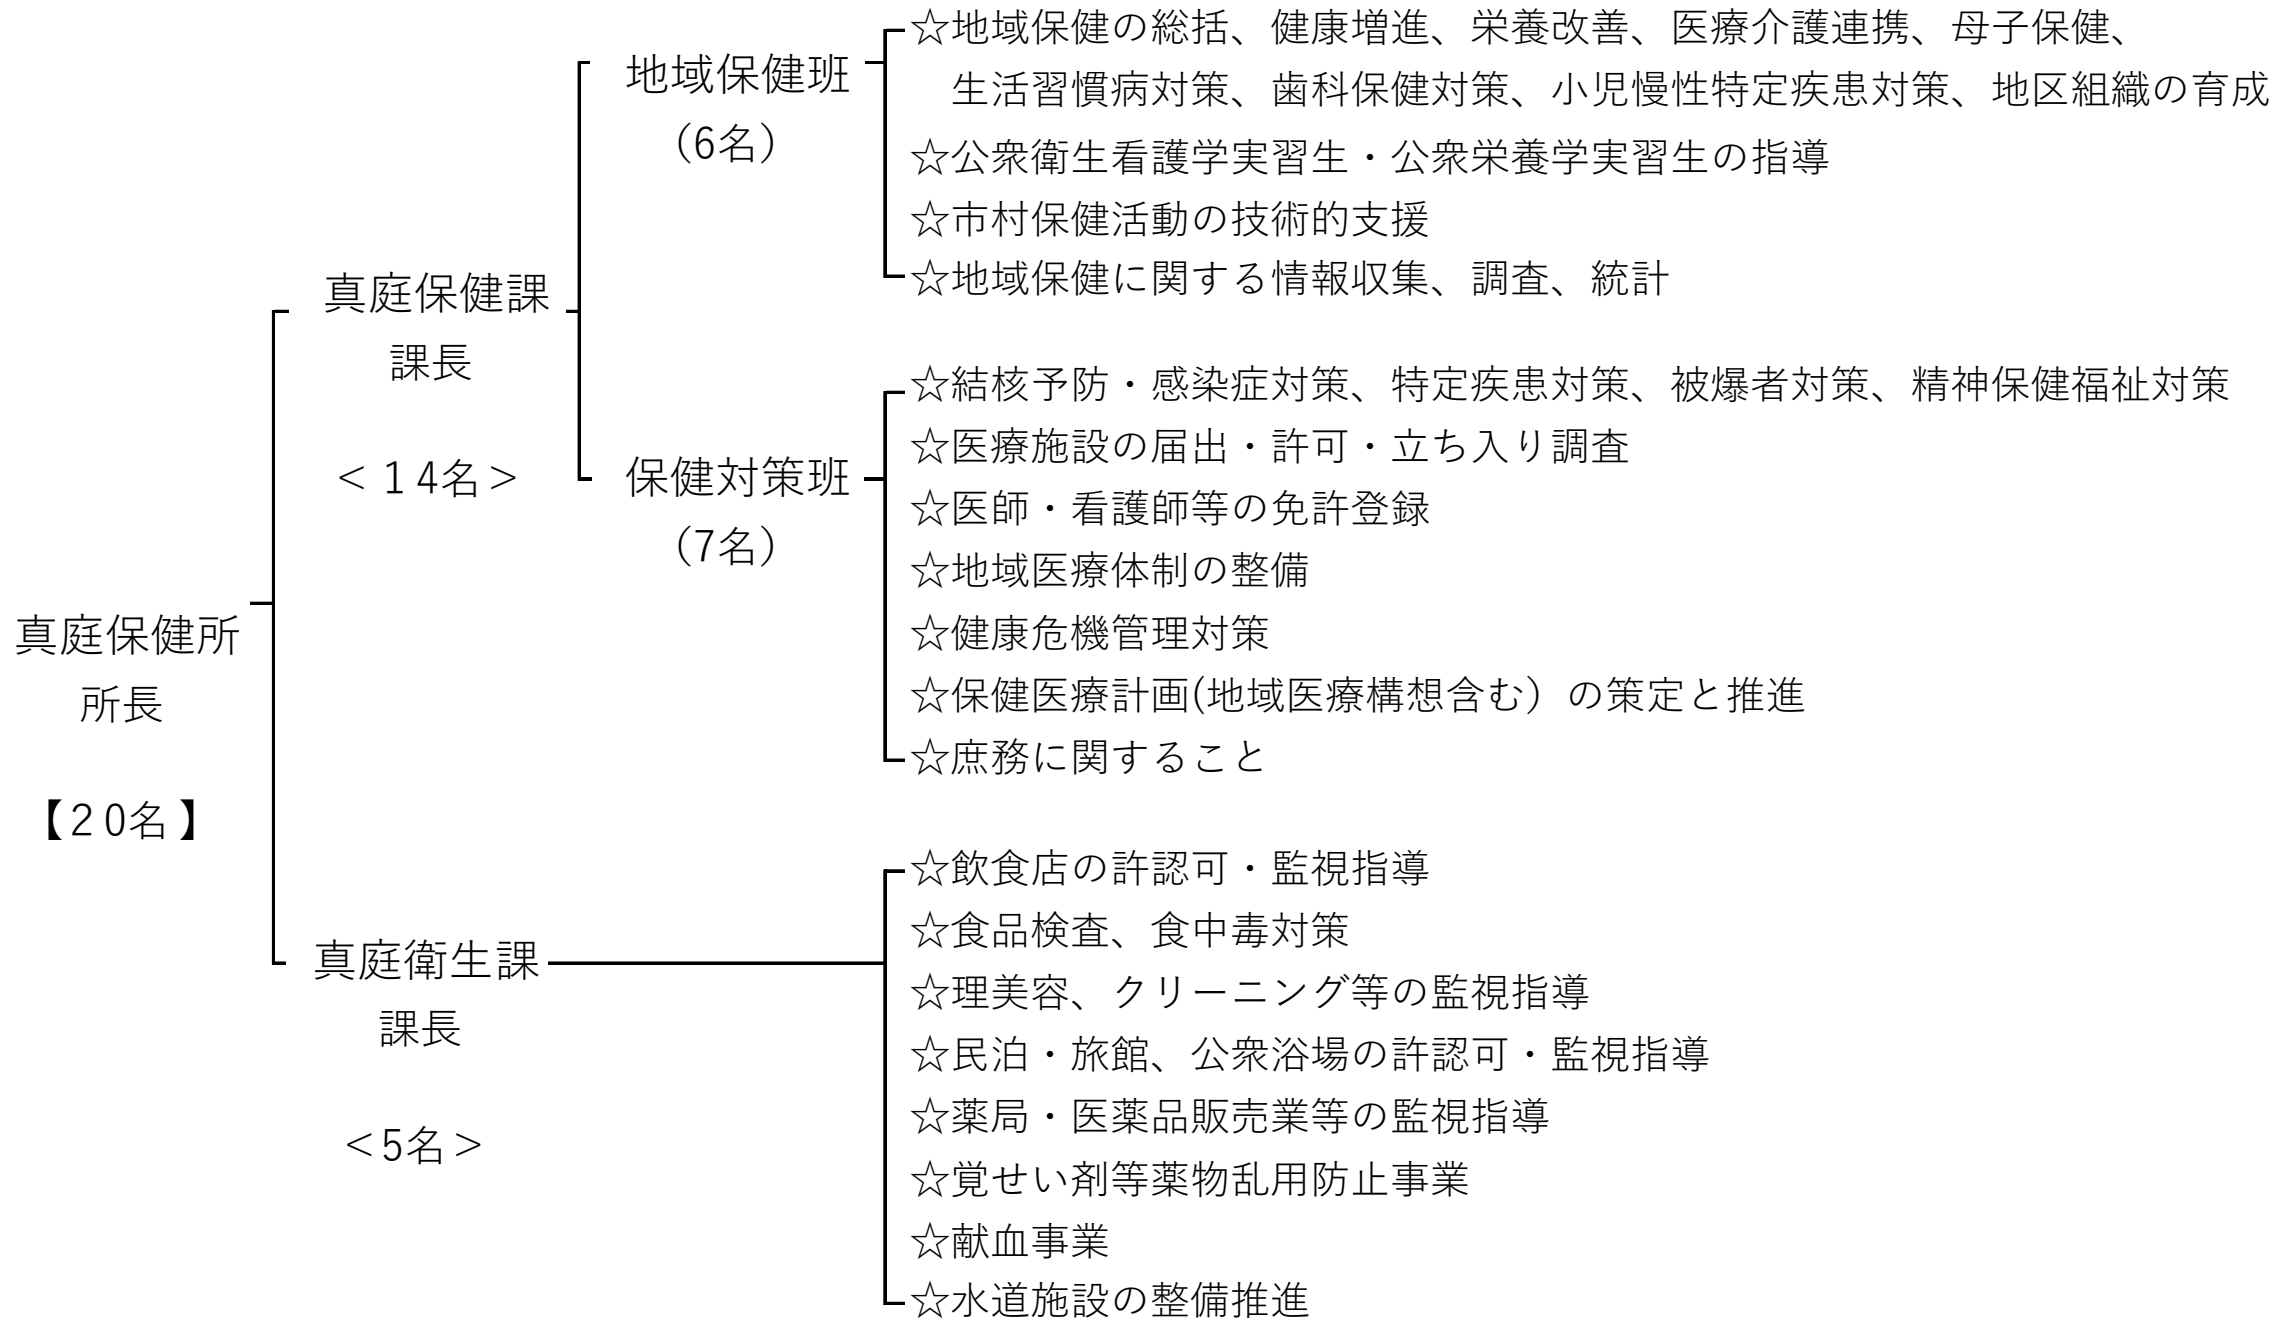 真庭保健所
所長
【２０名】
真庭保健課
課長
＜１４名＞
地域保健班
（6名）
☆地域保健の総括、健康増進、栄養改善、医療介護連携、母子保健、
生活習慣病対策、歯科保健対策、小児慢性特定疾患対策、地区組織の育成
☆公衆衛生看護学実習生・公衆栄養学実習生の指導
☆市村保健活動の技術的支援
☆地域保健に関する情報収集、調査、統計
保健対策班
（7名）
☆結核予防・感染症対策、特定疾患対策、被爆者対策、精神保健福祉対策
☆医療施設の届出・許可・立ち入り調査
☆医師・看護師等の免許登録
☆地域医療体制の整備
☆健康危機管理対策
☆保健医療計画(地域医療構想含む）の策定と推進
☆庶務に関すること
真庭衛生課
課長
＜5名＞
☆飲食店の許認可・監視指導
☆食品検査、食中毒対策
☆理美容、クリーニング等の監視指導
☆民泊・旅館、公衆浴場の許認可・監視指導
☆薬局・医薬品販売業等の監視指導
☆覚せい剤等薬物乱用防止事業
☆献血事業
☆水道施設の整備推進